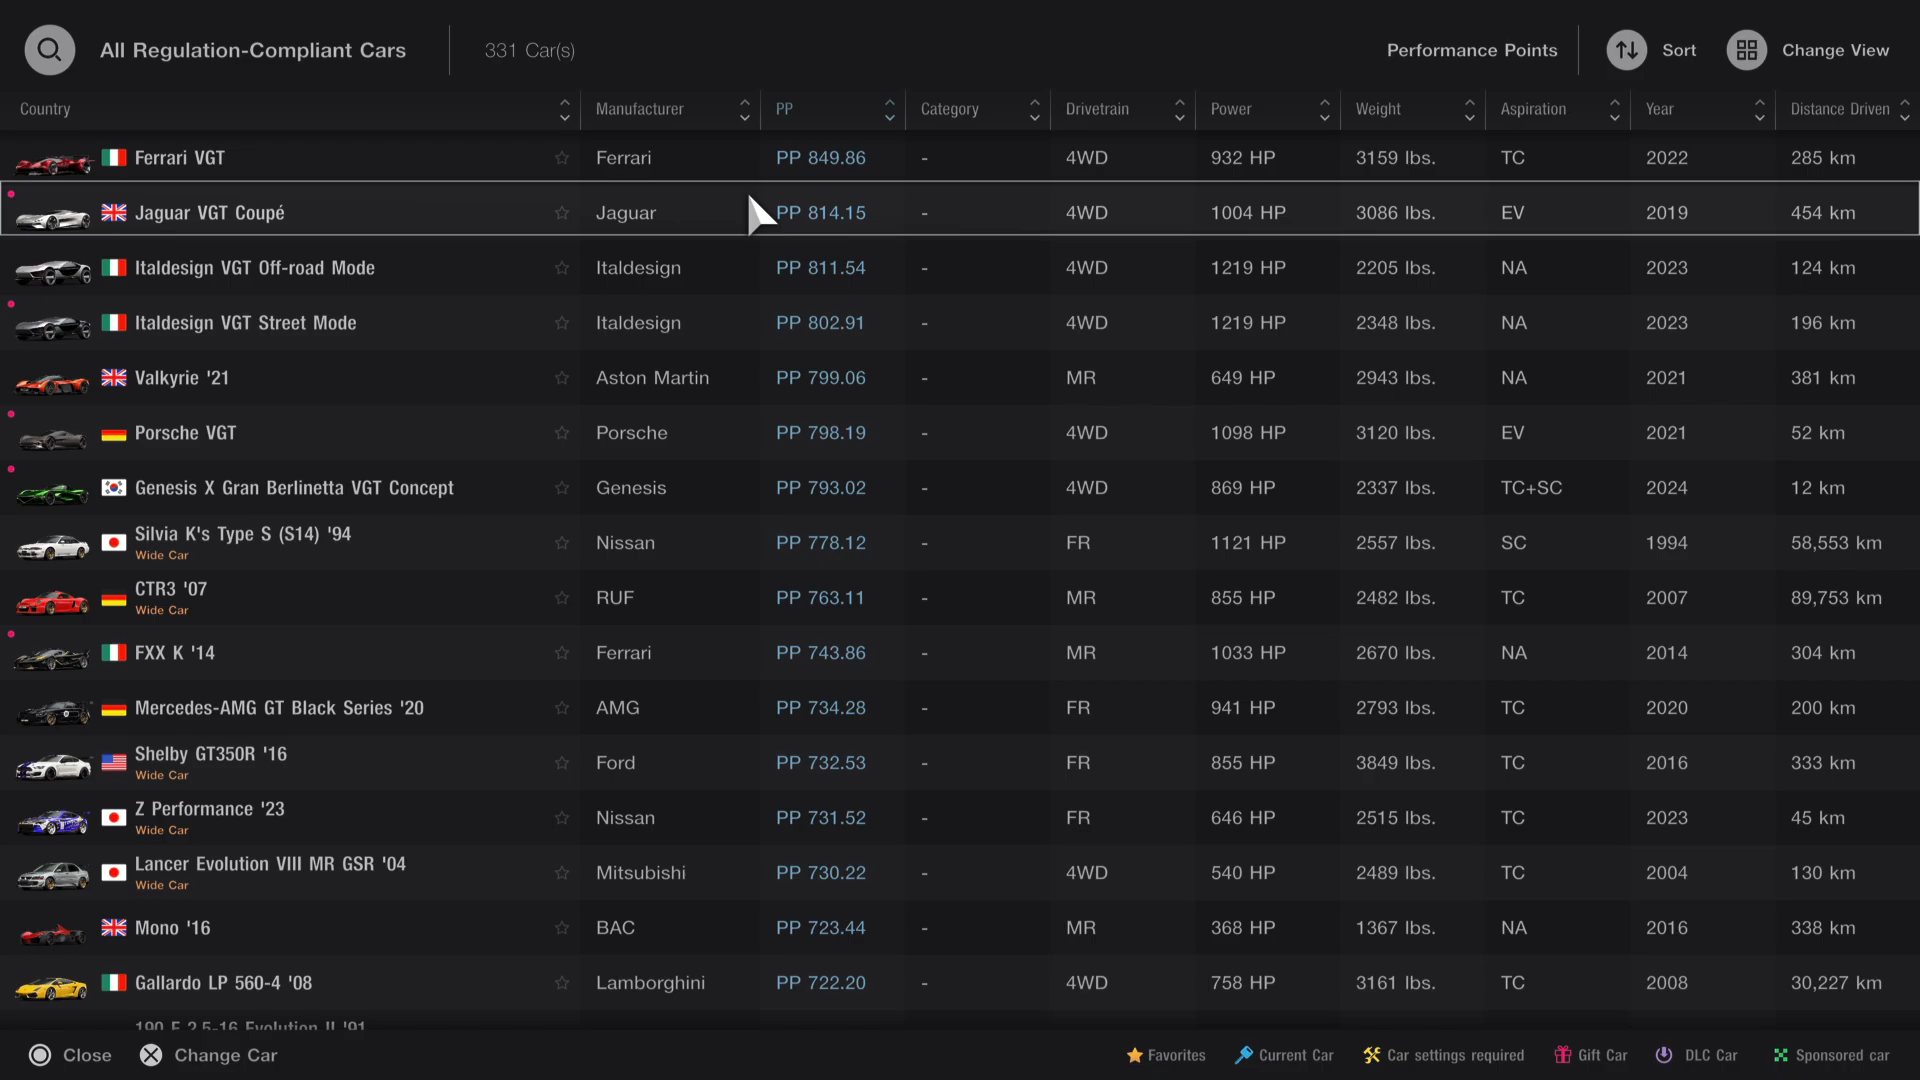 All Regulation-Compliant Cars 331 Car(s) Performance Points Sort Change View
Country Manufacturer PP Category Drivetrain Power Weight Aspiration Year Distance Driven
Ferrari VGT Ferrari PP 849.86 - 4WD 932 HP 3159 lbs. TC 2022 285 km
Jaguar VGT Coupé Jaguar PP 814.15 - 4WD 1004 HP 3086 lbs. EV 2019 454 km
Italdesign VGT Off-road Mode Italdesign PP 811.54 - 4WD 1219 HP 2205 lbs. NA 2023 124 km
Italdesign VGT Street Mode Italdesign PP 802.91 - 4WD 1219 HP 2348 lbs. NA 2023 196 km
Valkyrie '21 Aston Martin PP 799.06 - MR 649 HP 2943 lbs. NA 2021 381 km
Porsche VGT Porsche PP 798.19 - 4WD 1098 HP 3120 lbs. EV 2021 52 km
Genesis X Gran Berlinetta VGT Concept Genesis PP 793.02 - 4WD 869 HP 2337 lbs. TC+SC 2024 12 km
Silvia K's Type S (S14) '94 Nissan PP 778.12 - FR 1121 HP 2557 lbs. SC 1994 58,553 km
Wide Car
CTR3 '07 RUF PP 763.11 - MR 855 HP 2482 lbs. TC 2007 89,753 km
Wide Car
FXX K '14 Ferrari PP 743.86 - MR 1033 HP 2670 lbs. NA 2014 304 km
Mercedes-AMG GT Black Series '20 AMG PP 734.28 - FR 941 HP 2793 lbs. TC 2020 200 km
Shelby GT350R '16 Ford PP 732.53 - FR 855 HP 3849 lbs. TC 2016 333 km
Wide Car
Z Performance '23 Nissan PP 731.52 - FR 646 HP 2515 lbs. TC 2023 45 km
Wide Car
Lancer Evolution VIII MR GSR '04 Mitsubishi PP 730.22 - 4WD 540 HP 2489 lbs. TC 2004 130 km
Wide Car
Mono '16 BAC PP 723.44 - MR 368 HP 1367 lbs. NA 2016 338 km
Gallardo LP 560-4 '08 Lamborghini PP 722.20 - 4WD 758 HP 3161 lbs. TC 2008 30,227 km
190 E 2.5-16 Evolution II '91
Close Change Car Favorites Current Car Car settings required Gift Car DLC Car Sponsored car